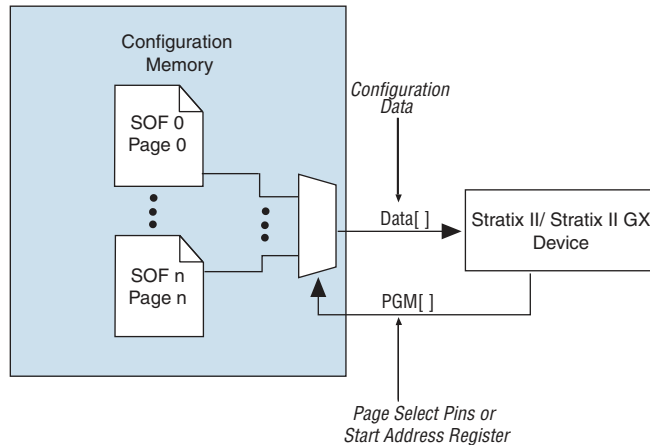 Configuration
Memory
SOF 0
Page 0
SOF n
Page n
Configuration
Data
Data[ ]
Stratix II/ Stratix II GX
Device
PGM[ ]
Page Select Pins or
Start Address Register